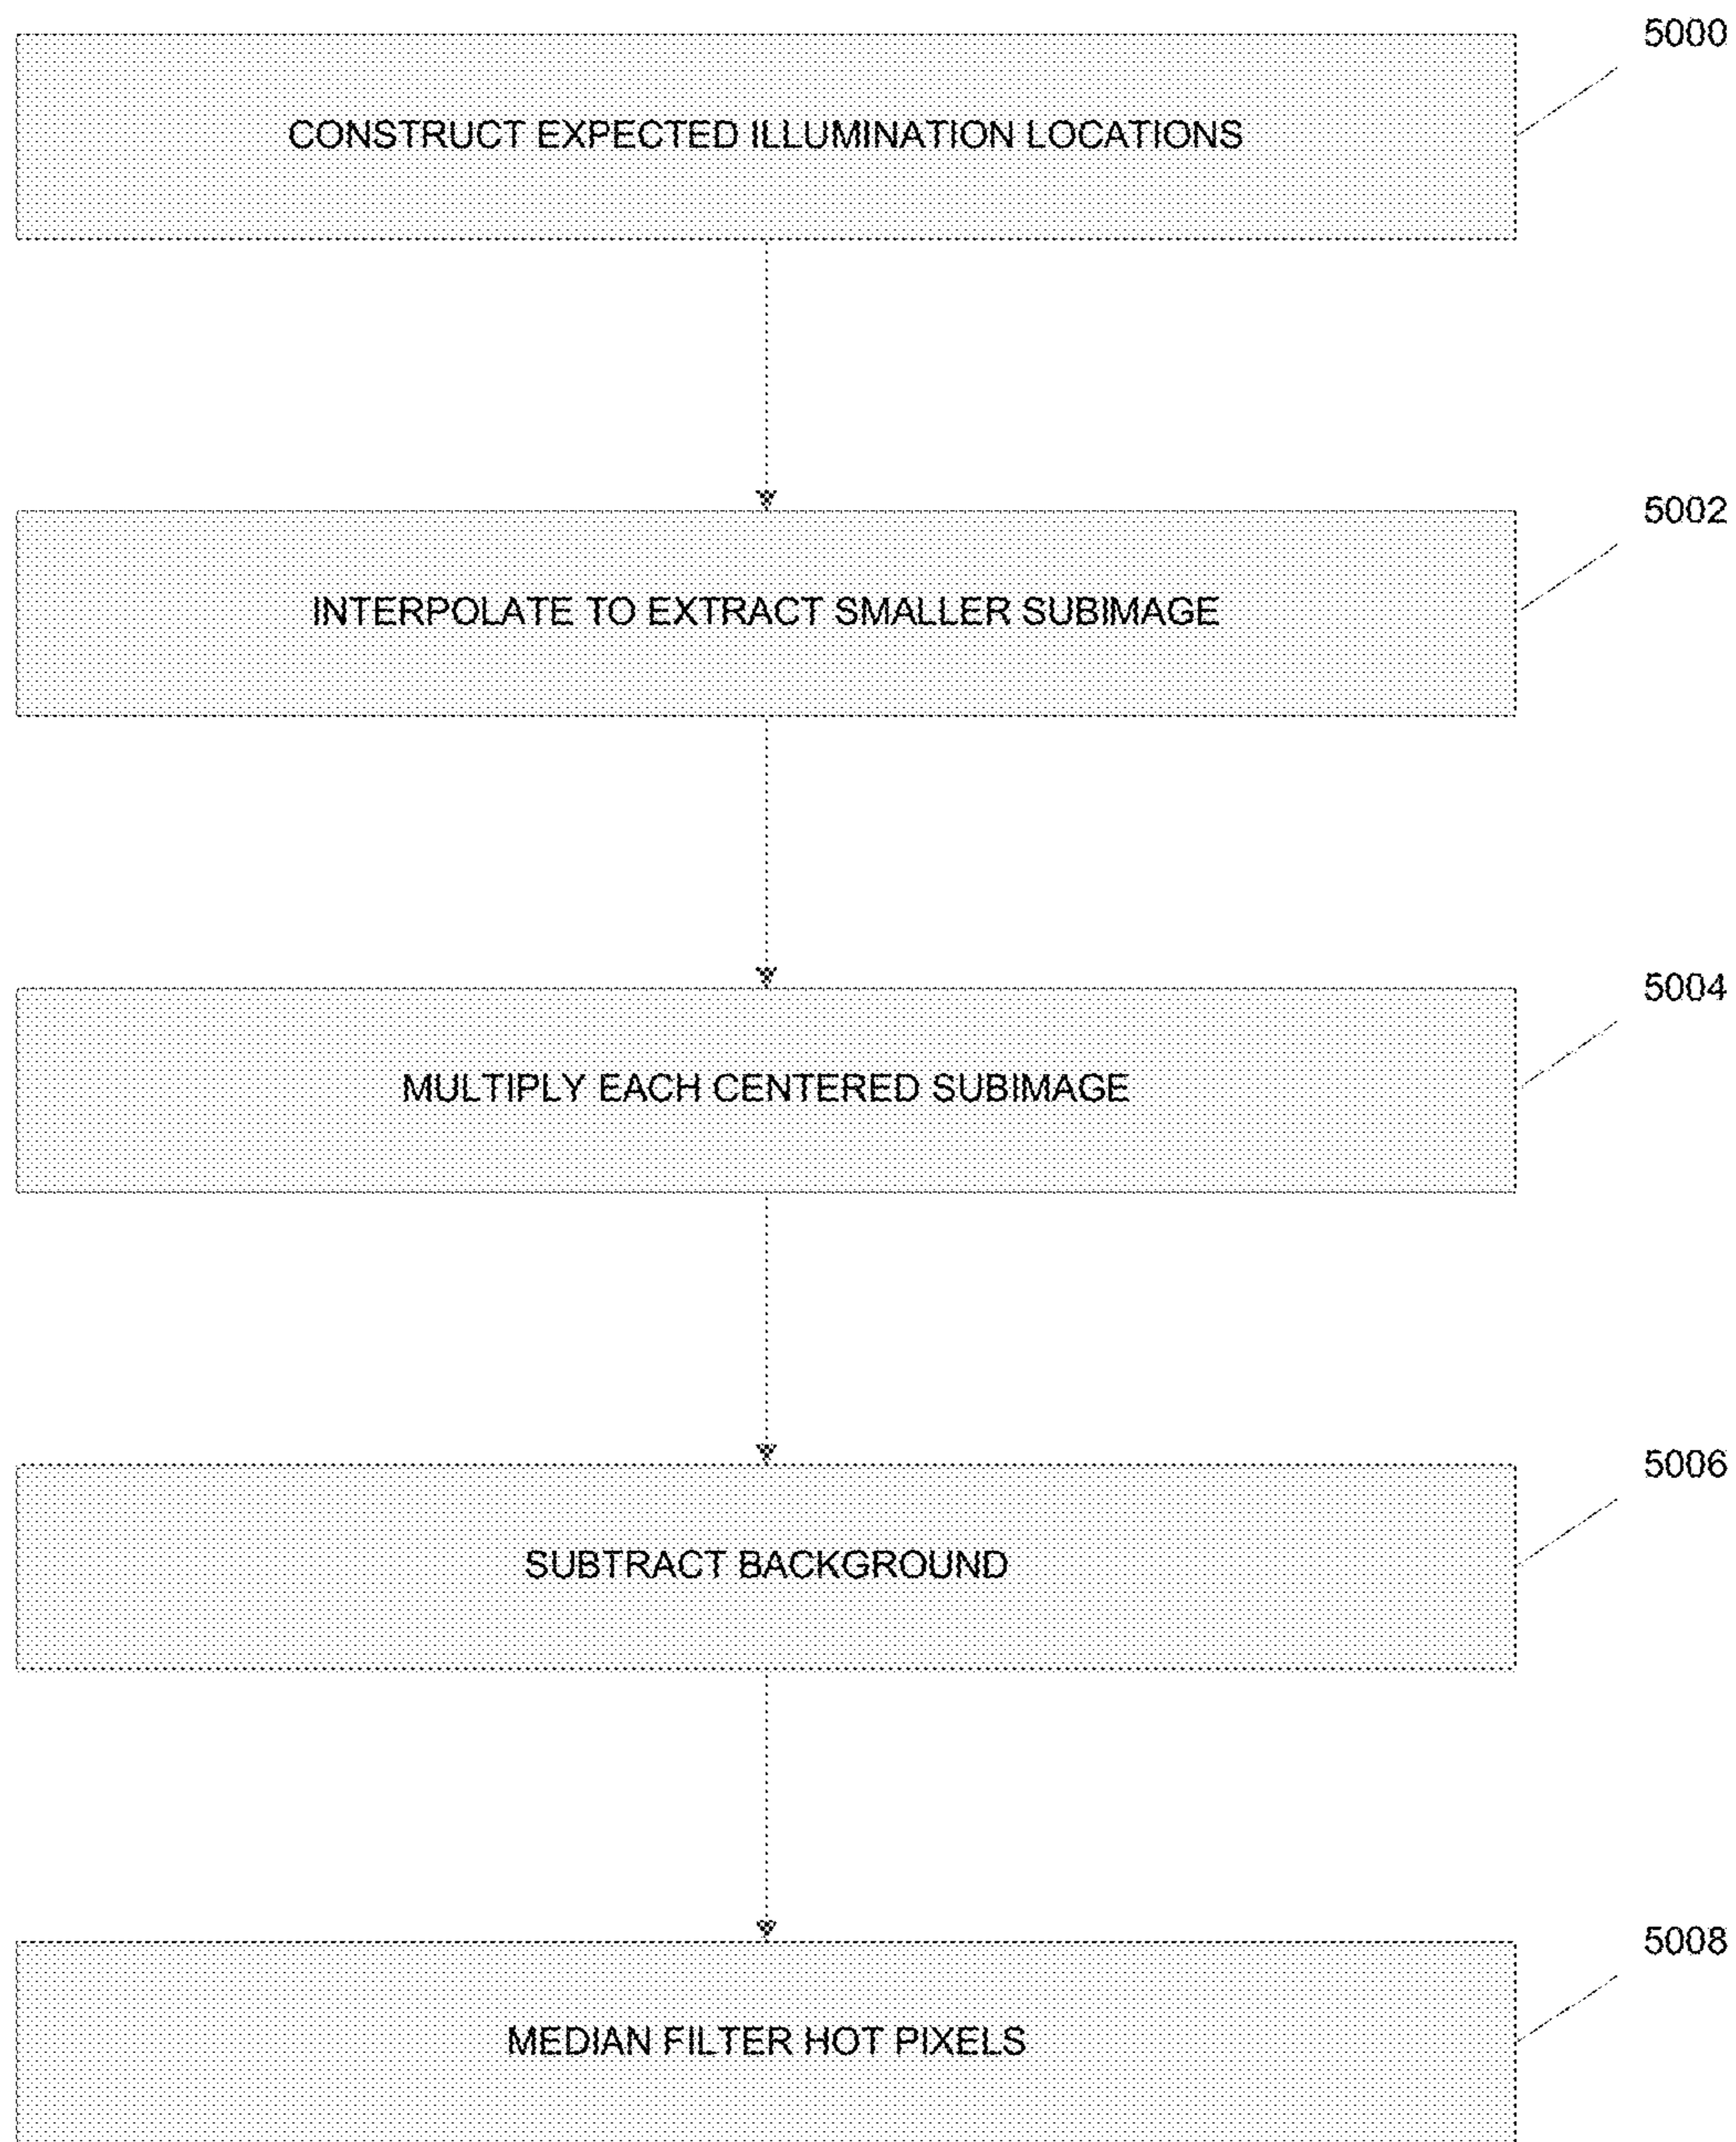 5000
CONSTRUCT EXPECTED ILLUMINATION LOCATIONS
5002
INTERPOLATE TO EXTRACT SMALLER SUBIMAGE
5004
MULTIPLY EACH CENTERED SUBIMAGE
5006
SUBTRACT BACKGROUND
5008
MEDIAN FILTER HOT PIXELS